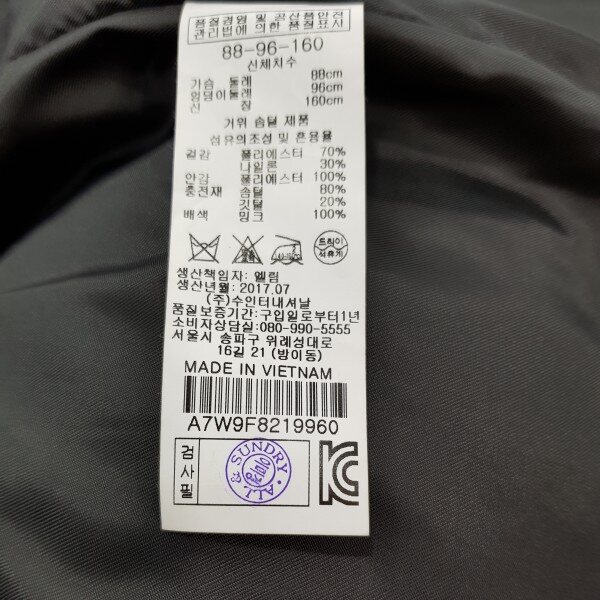 품질경영 및 공산품안전
관리법에 의한 품질표시
88-96-160
신체치수
가슴 둘레 88cm
엉덩이둘레 96cm
신 장 160cm
거위 솜털 제품
섬유의조성 및 혼용율
겉감 폴리에스터 70%
나일론 30%
안감 폴리에스터 100%
충전재 솜털 80%
깃털 20%
배색 밍크 100%
드라이
석유계
생산책임자: 엘림
생산년월: 2017.07
(주)수인터내셔날
품질보증기간:구입일로부터1년
소비자상담실:080-990-5555
서울시 송파구 위례성대로
16길 21 (방이동)
MADE IN VIETNAM
A7W9F8219960
검사필
SUNDRY
ALL